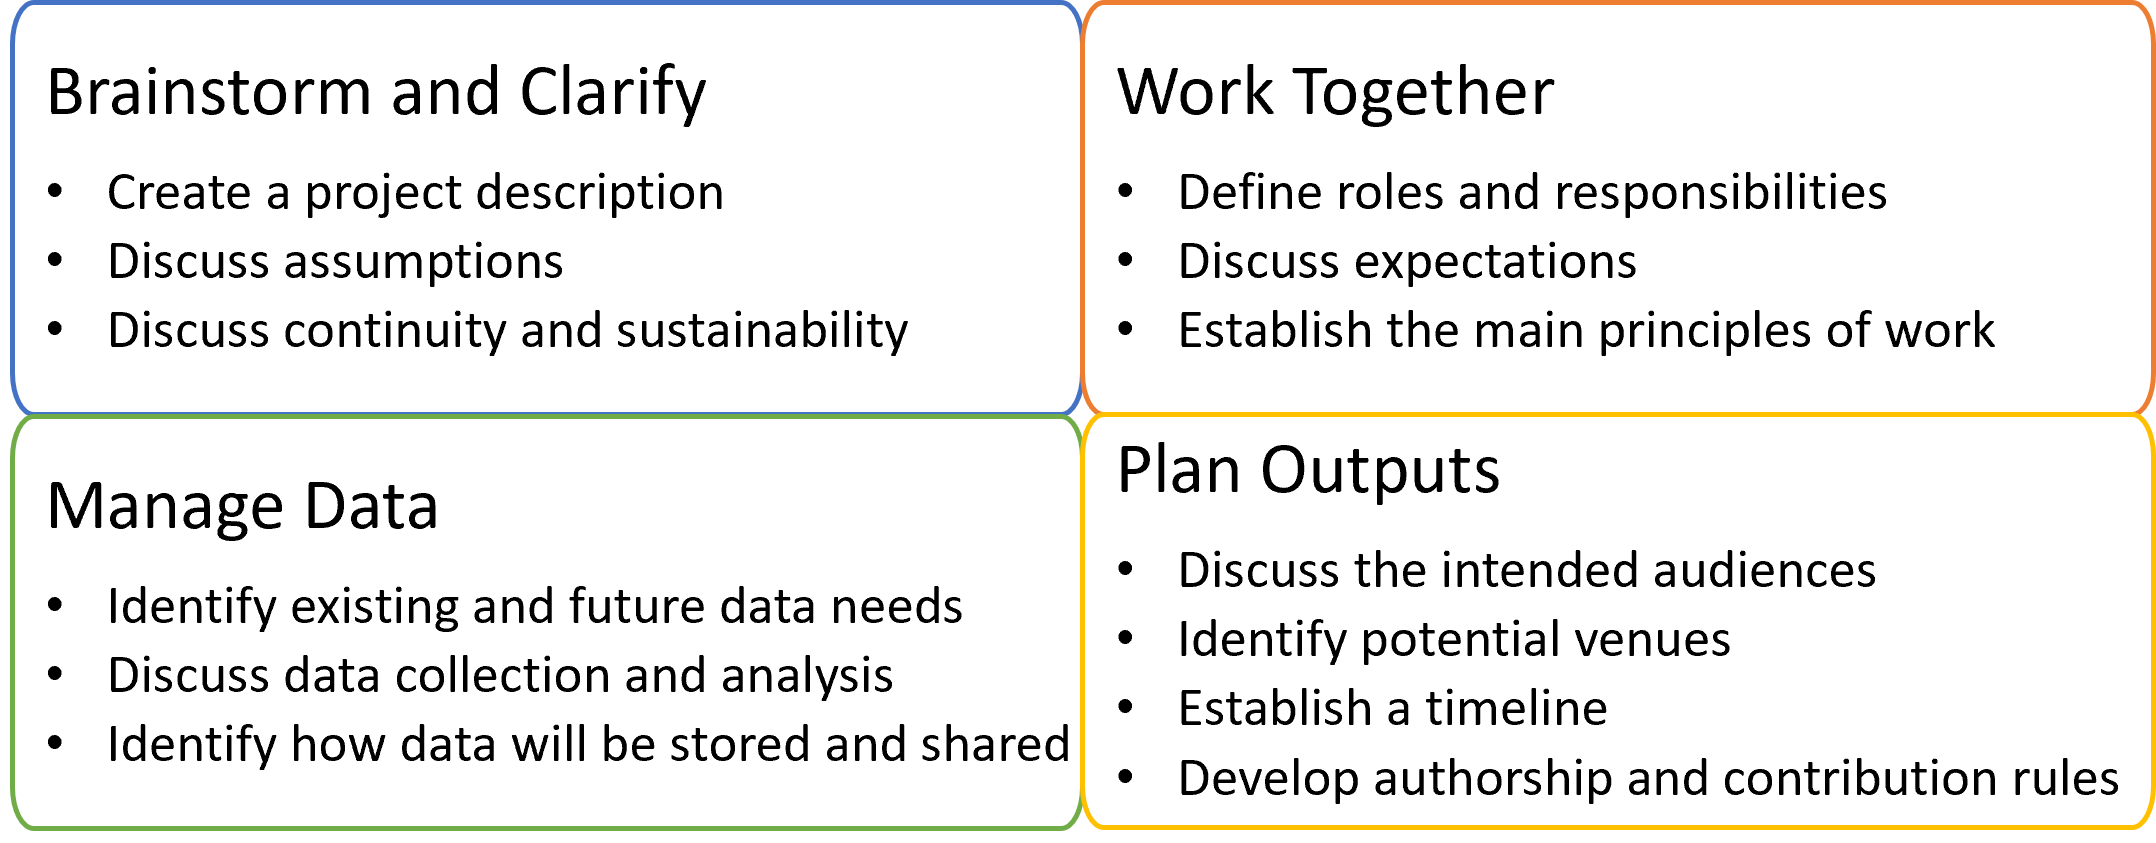 Brainstorm and Clarify
• Create a project description
• Discuss assumptions
• Discuss continuity and sustainability
Work Together
• Define roles and responsibilities
• Discuss expectations
• Establish the main principles of work
Manage Data
• Identify existing and future data needs
• Discuss data collection and analysis
• Identify how data will be stored and shared
Plan Outputs
• Discuss the intended audiences
• Identify potential venues
• Establish a timeline
• Develop authorship and contribution rules